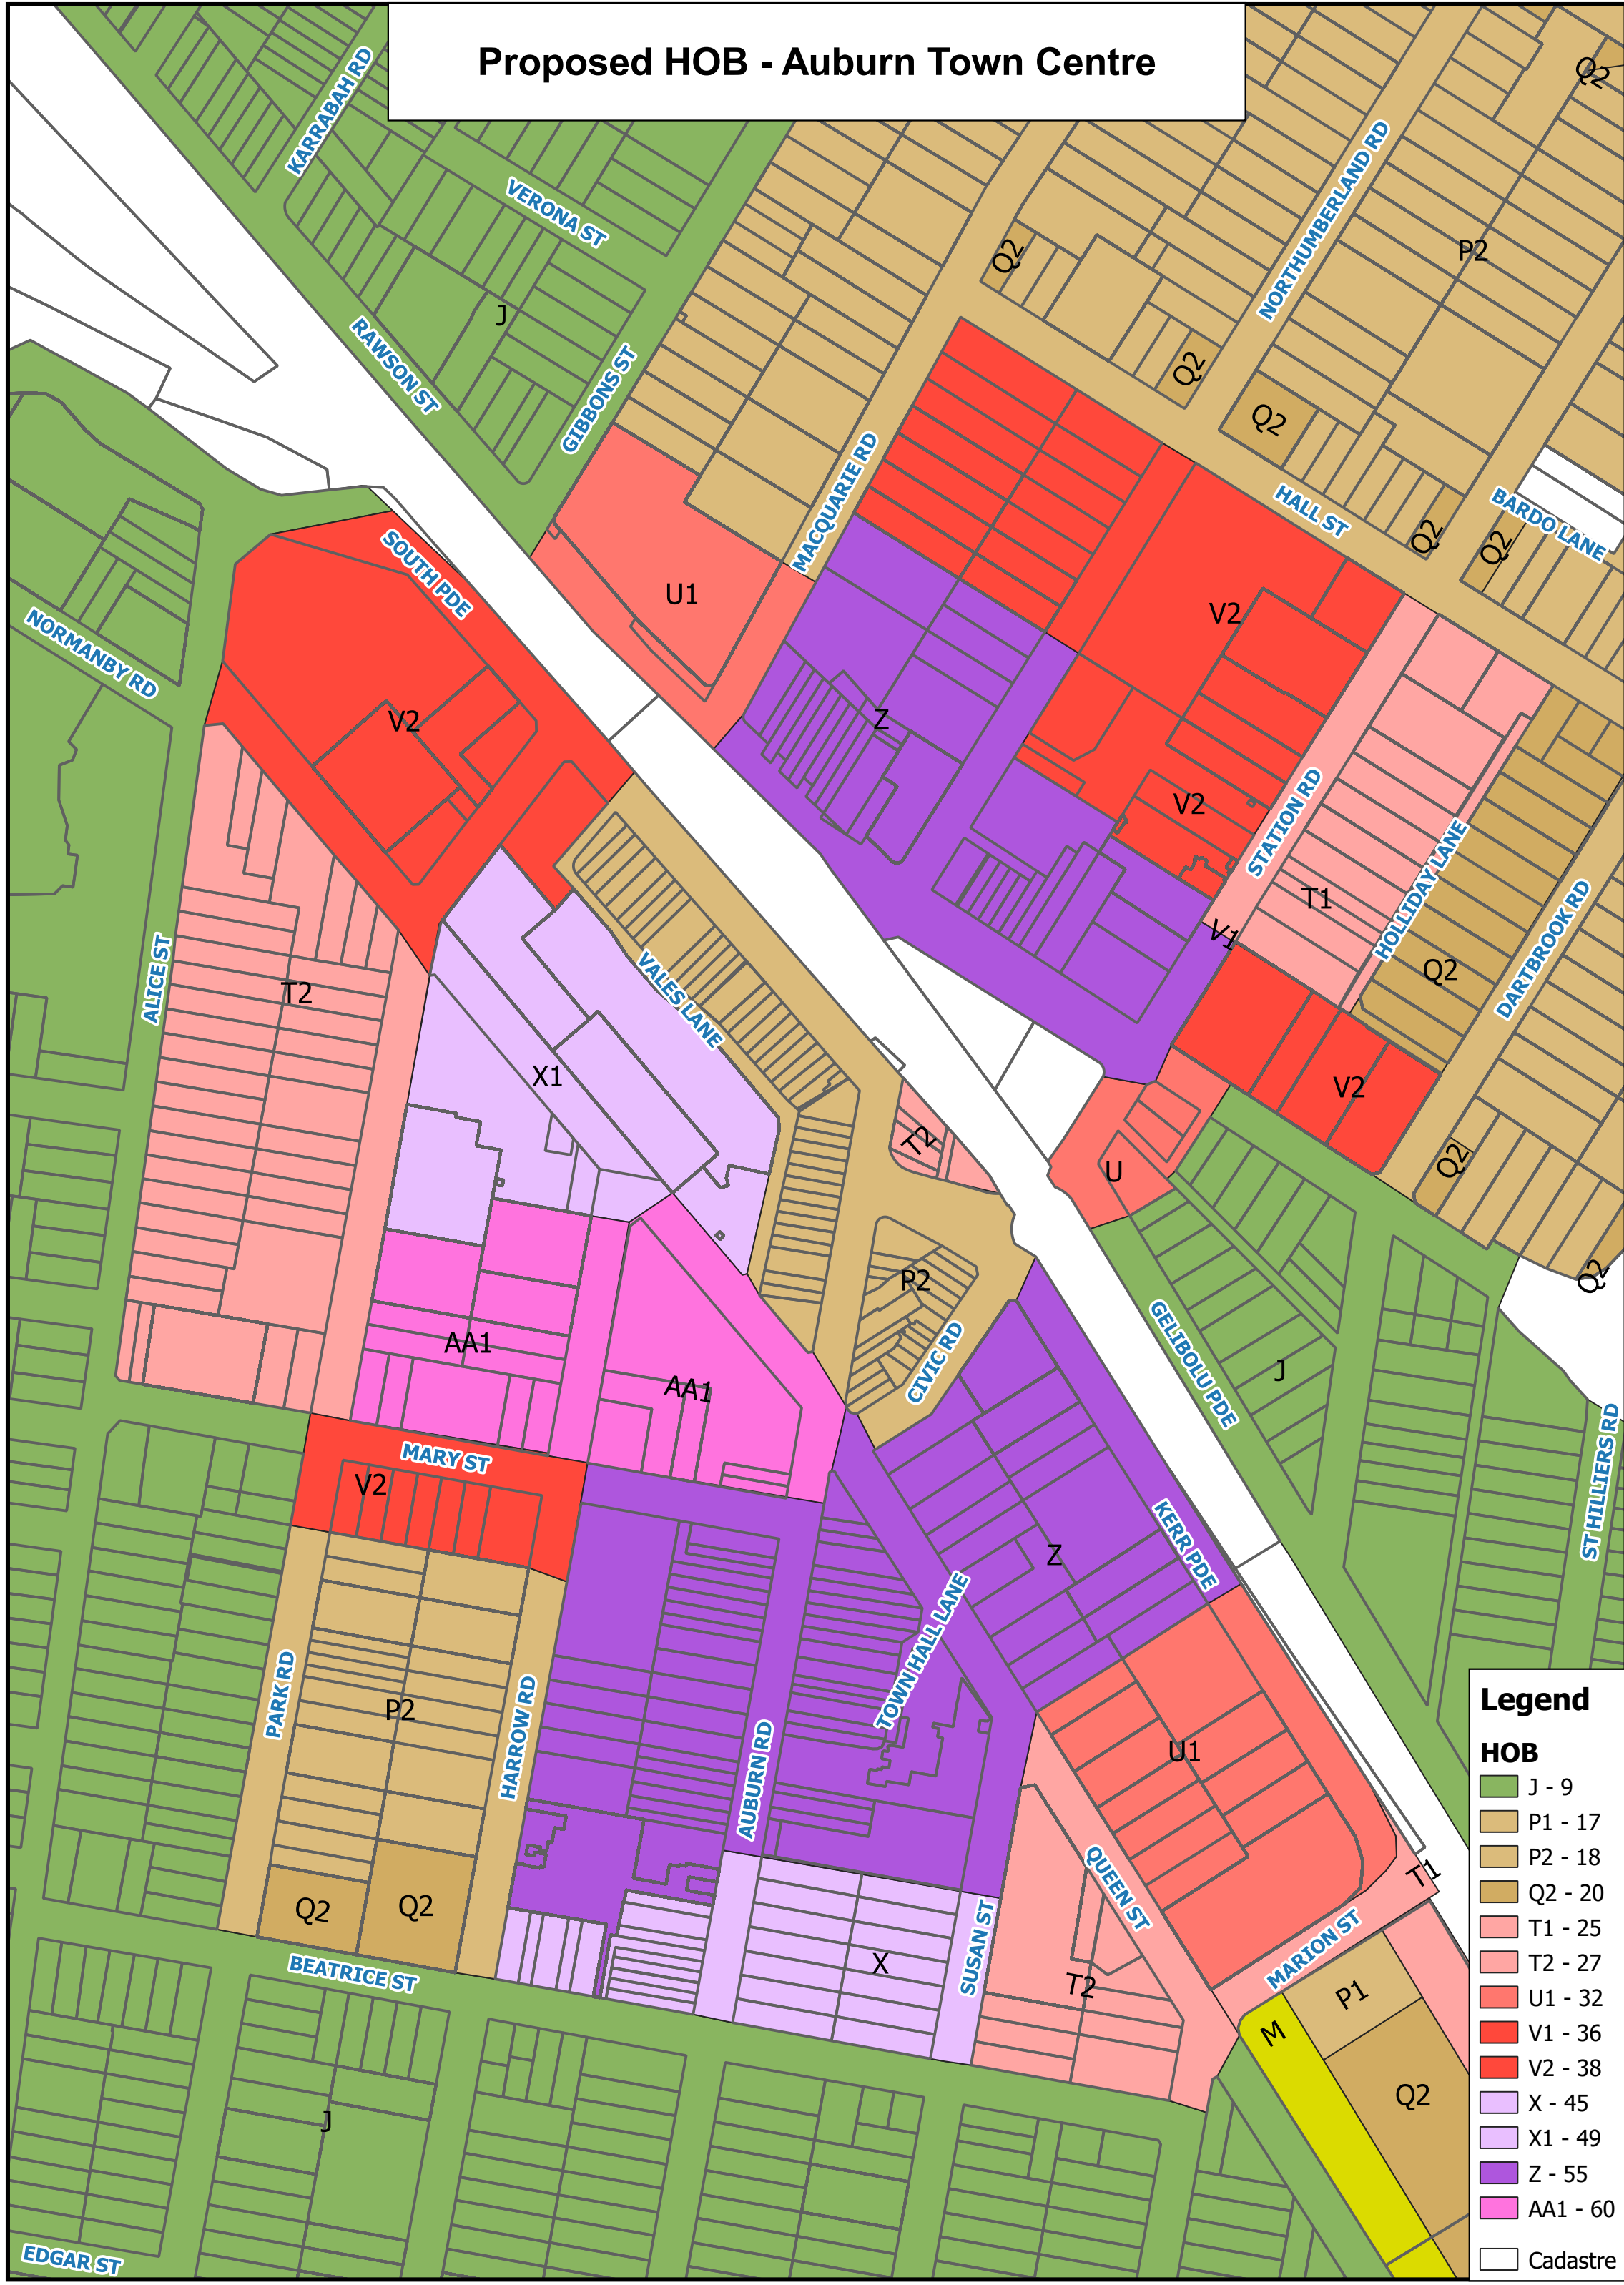 Proposed HOB - Auburn Town Centre
KARRABAH RD
VERONA ST
Q2
NORTHUMBERLAND RD
P2
Q2
J
RAWSON ST
GIBBONS ST
Q2
Q2
MACQUARIE RD
HALL ST
BARDO LANE
Q2
Q2
SOUTH PDE
U1
V2
NORMANBY RD
V2
Z
V2
STATION RD
T1
HOLLIDAY LANE
V1
Q2
DARTBROOK RD
ALICE ST
T2
VALES LANE
X1
V2
T2
U
Q2
P2
Q2
AA1
AA1
CIVIC RD
GELIBOLU PDE
J
ST HILLIERS RD
MARY ST
V2
Z
KERR PDE
TOWN HALL LANE
PARK RD
P2
HARROW RD
AUBURN RD
U1
QUEEN ST
T1
Q2
Q2
BEATRICE ST
X
SUSAN ST
T2
MARION ST
P1
M
Q2
J
EDGAR ST
Legend
HOB
J - 9
P1 - 17
P2 - 18
Q2 - 20
T1 - 25
T2 - 27
U1 - 32
V1 - 36
V2 - 38
X - 45
X1 - 49
Z - 55
AA1 - 60
Cadastre